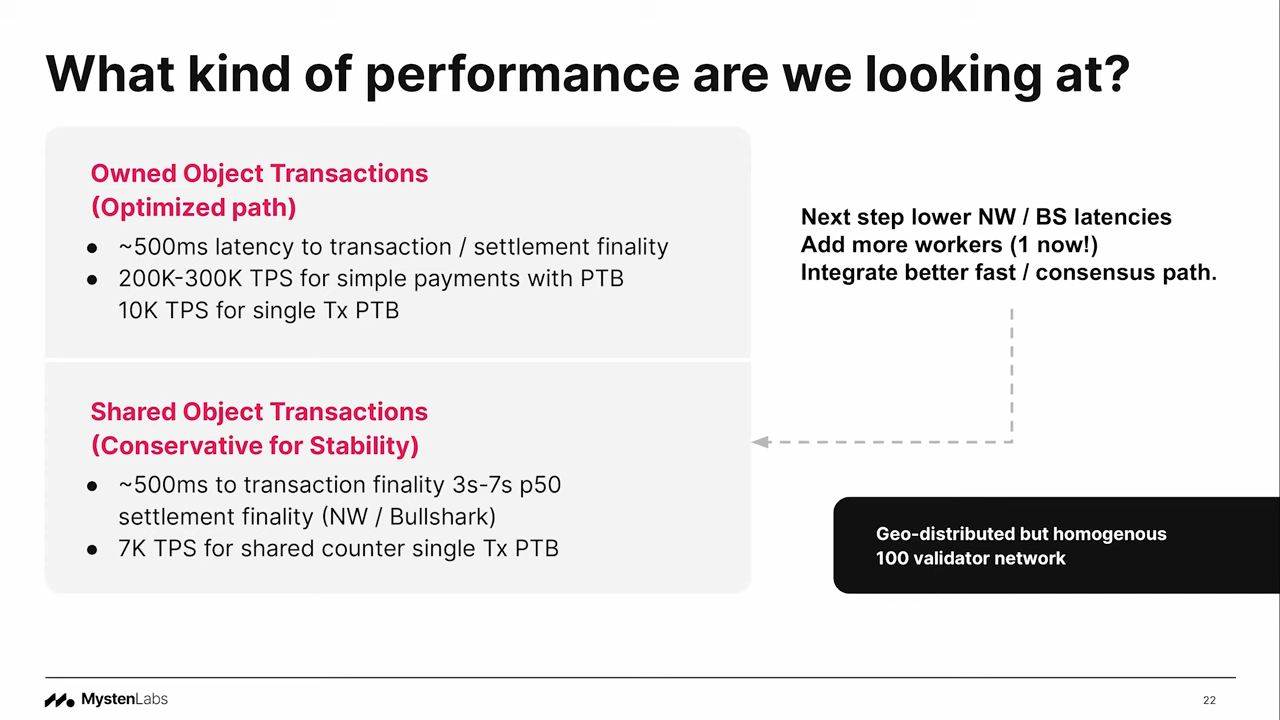 What kind of performance are we looking at?
Owned Object Transactions
(Optimized path)
● ~500ms latency to transaction / settlement finality
● 200K-300K TPS for simple payments with PTB
10K TPS for single Tx PTB
Shared Object Transactions
(Conservative for Stability)
● ~500ms to transaction finality 3s-7s p50
settlement finality (NW / Bullshark)
● 7K TPS for shared counter single Tx PTB
Next step lower NW / BS latencies
Add more workers (1 now!)
Integrate better fast / consensus path.
Geo-distributed but homogenous
100 validator network
MystenLabs
22